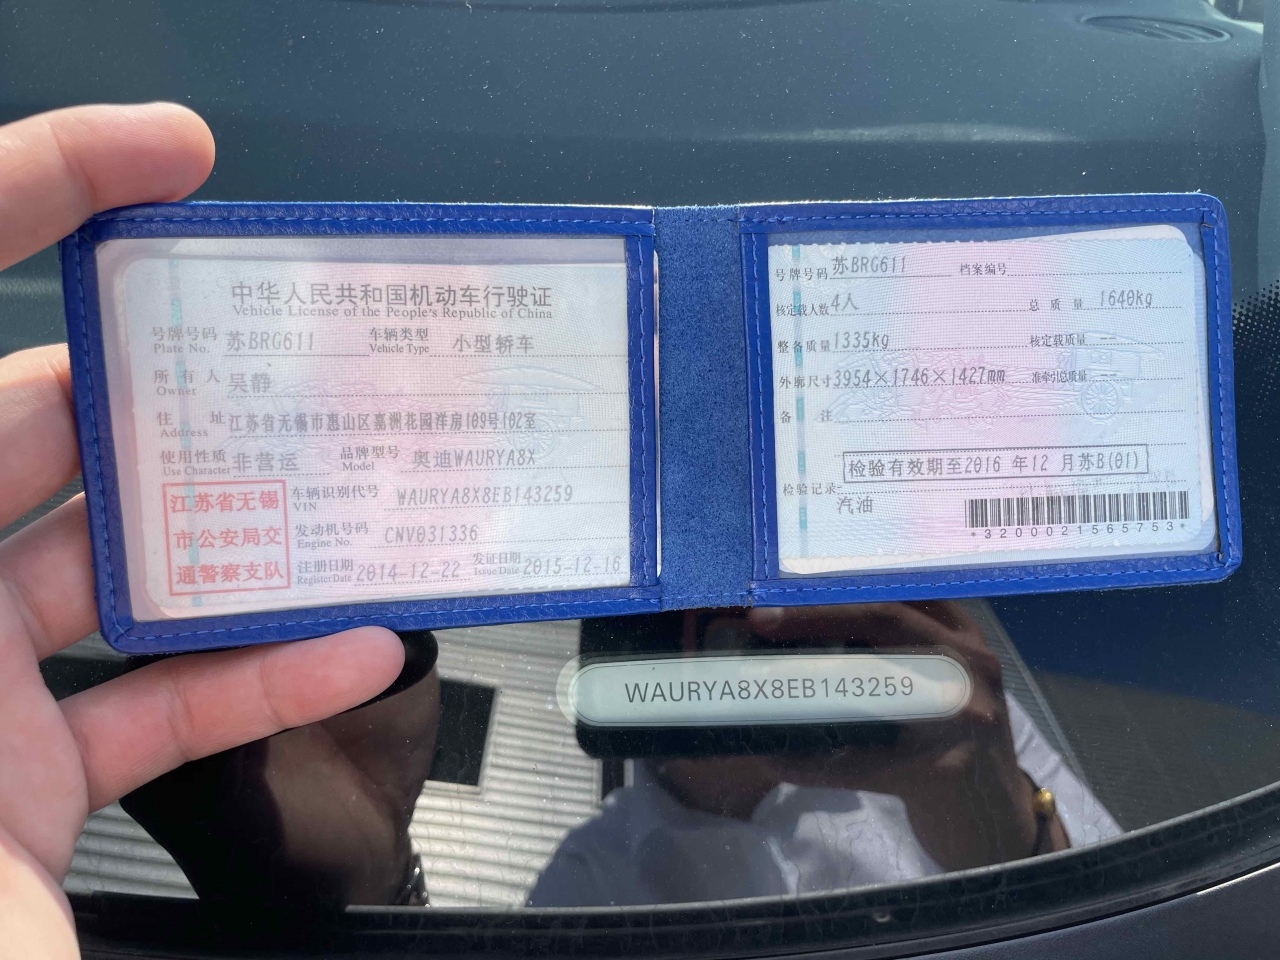 中华人民共和国机动车行驶证
Vehicle License of the People's Republic of China
号牌号码 苏BRG611 车辆类型 小型轿车
Plate No. Vehicle Type
所有人 吴静
Owner
住址 江苏省无锡市惠山区嘉洲花园洋房109号102室
Address
使用性质 非营运 品牌型号 奥迪WAURYA8X
Use Character Model
江苏省无锡
市公安局交
通警察支队
车辆识别代号 WAURYA8X8EB143259
VIN
发动机号码 CNV031336
Engine No.
注册日期 2014-12-22 发证日期 2015-12-16
Register Date Issue Date
号牌号码 苏BRG611 档案编号
核定载人数 4人 总质量 1640kg
整备质量 1335kg 核定载质量 --
外廓尺寸 3954×1746×1427mm 准牵引总质量 --
备注
检验有效期至2016 年12 月苏B(01)
检验记录
汽油
*3200021565753*
WAURYA8X8EB143259